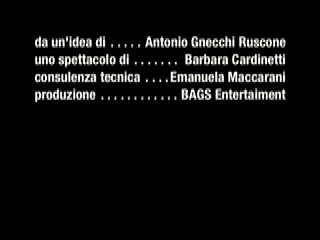 da un'idea di ..... Antonio Gnecchi Ruscone
uno spettacolo di ....... Barbara Cardinetti
consulenza tecnica ....Emanuela Maccarani
produzione ............ BAGS Entertaiment